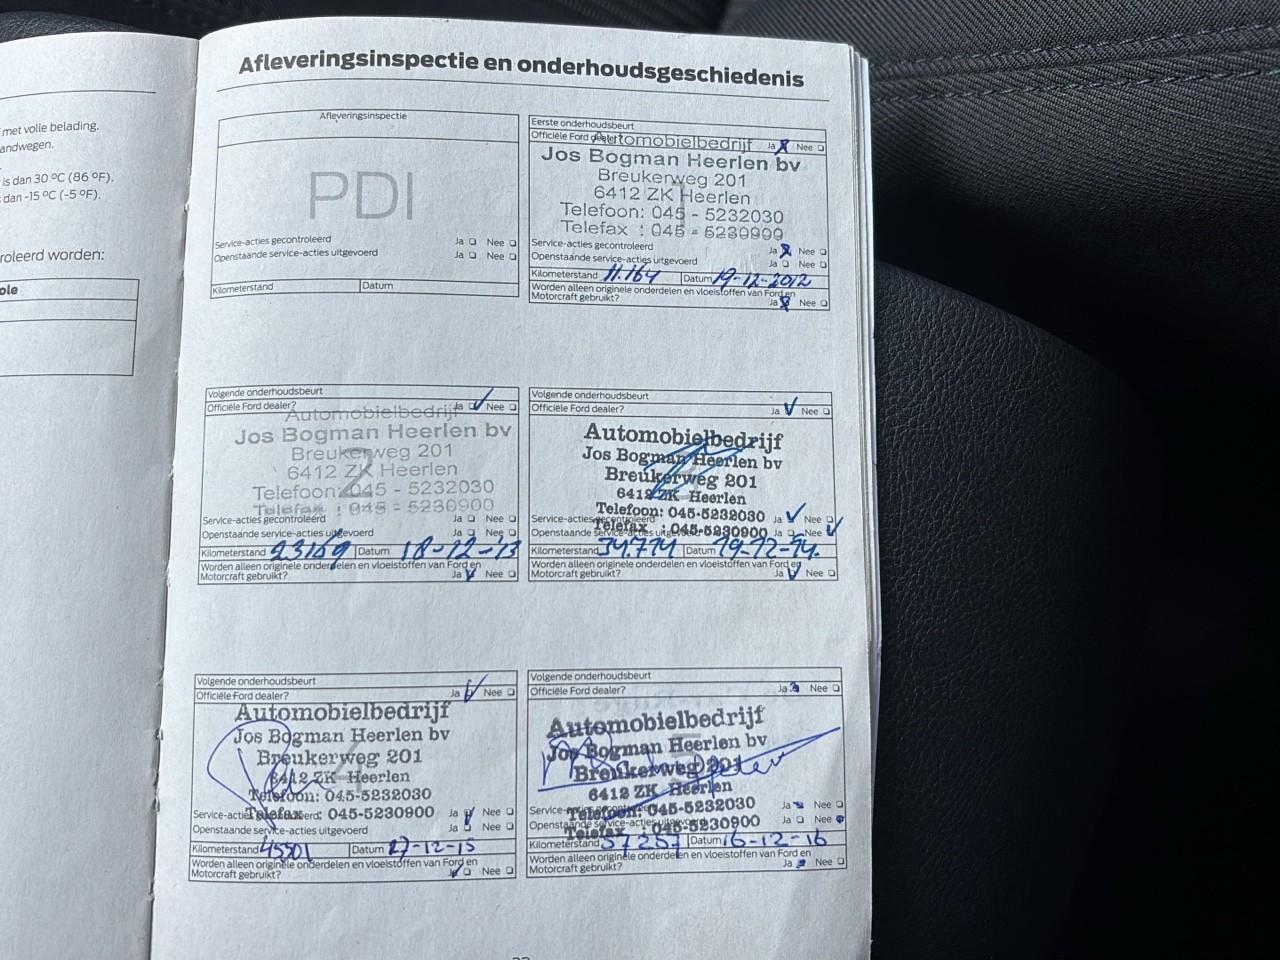 met volle belading.
andwegen.
is dan 30 ºC (86 ºF).
dan -15 ºC (-5 ºF).
roleerd worden:
ole
Afleveringsinspectie en onderhoudsgeschiedenis
Afleveringsinspectie
PDI
Service-acties gecontroleerd Ja Nee
Openstaande service-acties uitgevoerd Ja Nee
Kilometerstand Datum
Eerste onderhoudsbeurt
Officiële Ford dealer? Ja Nee
Automobielbedrijf
Jos Bogman Heerlen bv
Breukerweg 201
6412 ZK Heerlen
Telefoon: 045 - 5232030
Telefax : 045 - 5230900
Service-acties gecontroleerd Ja Nee
Openstaande service-acties uitgevoerd Ja Nee
Kilometerstand 11.164 Datum 19-12-2012
Worden alleen originele onderdelen en vloeistoffen van Ford en
Motorcraft gebruikt? Ja Nee
Volgende onderhoudsbeurt
Officiële Ford dealer? Ja Nee
Automobielbedrijf
Jos Bogman Heerlen bv
Breukerweg 201
2
6412 ZK Heerlen
Telefoon: 045 - 5232030
Telefax : 045 - 5230900
Service-acties gecontroleerd Ja Nee
Openstaande service-acties uitgevoerd Ja Nee
Kilometerstand 23169 Datum 18-12-13
Worden alleen originele onderdelen en vloeistoffen van Ford en
Motorcraft gebruikt? Ja Nee
Volgende onderhoudsbeurt
Officiële Ford dealer? Ja Nee
Automobielbedrijf
Jos Bogman Heerlen bv
Breukerweg 201
6412 ZK Heerlen
Telefoon: 045-5232030
Telefax : 045-5230900
Service-acties gecontroleerd Ja Nee
Openstaande service-acties uitgevoerd Ja Nee
Kilometerstand 34.774 Datum 19-12-14.
Worden alleen originele onderdelen en vloeistoffen van Ford en
Motorcraft gebruikt? Ja Nee
Volgende onderhoudsbeurt
Officiële Ford dealer? Ja Nee
Automobielbedrijf
Jos Bogman Heerlen bv
Breukerweg 201
4
6412 ZK Heerlen
Telefoon: 045-5232030
Telefax : 045-5230900
Service-acties gecontroleerd Ja Nee
Openstaande service-acties uitgevoerd Ja Nee
Kilometerstand 45501 Datum 27-12-15
Worden alleen originele onderdelen en vloeistoffen van Ford en
Motorcraft gebruikt? Ja Nee
Volgende onderhoudsbeurt
Officiële Ford dealer? Ja Nee
Automobielbedrijf
Jos Bogman Heerlen bv
Breukerweg 201
6412 ZK Heerlen
Telefoon: 045-5232030
Telefax : 045-5230900
Service-acties gecontroleerd Ja Nee
Openstaande service-acties uitgevoerd Ja Nee
Kilometerstand 57257 Datum 16-12-16
Worden alleen originele onderdelen en vloeistoffen van Ford en
Motorcraft gebruikt? Ja Nee